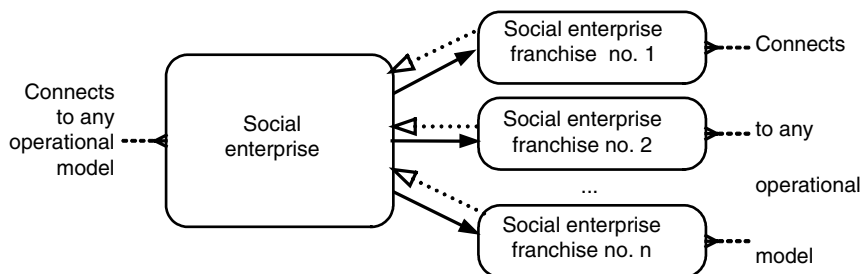 Connects
to any
operational
model
Social
enterprise
Social enterprise
franchise no. 1
Social enterprise
franchise no. 2
...
Social enterprise
franchise no. n
Connects
to any
operational
model